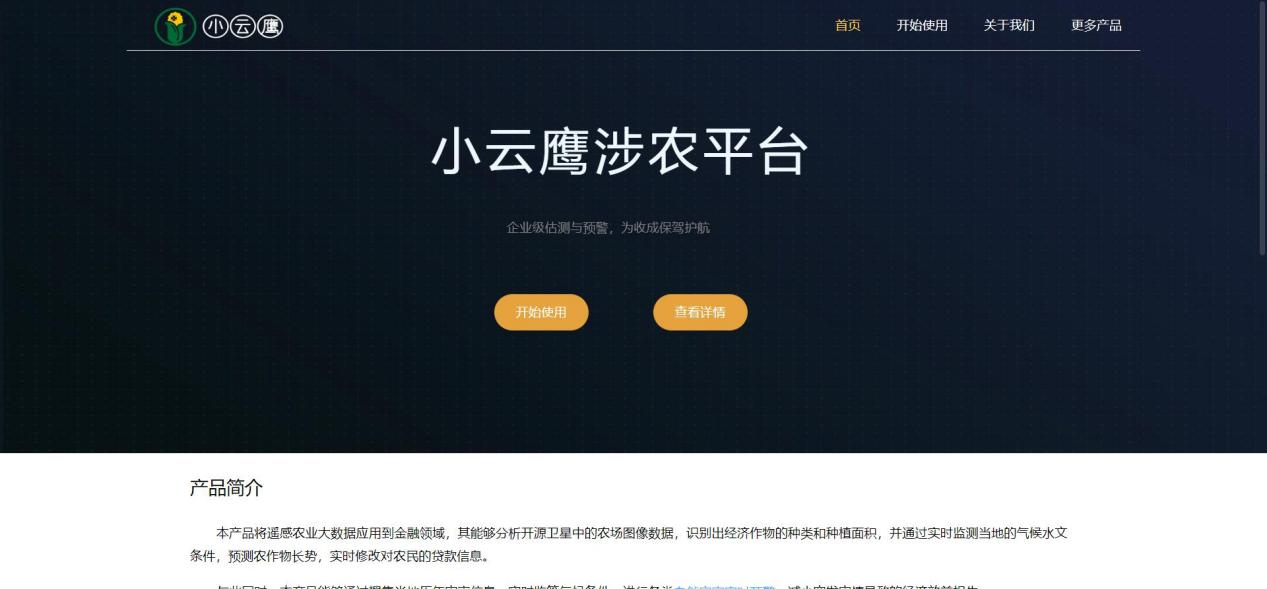 小云鹰
首页
开始使用
关于我们
更多产品
小云鹰涉农平台
企业级估测与预警，为收成保驾护航
开始使用
查看详情
产品简介
本产品将遥感农业大数据应用到金融领域，其能够分析开源卫星中的农场图像数据，识别出经济作物的种类和种植面积，并通过实时监测当地的气候水文
条件，预测农作物长势，实时修改对农民的贷款信息。